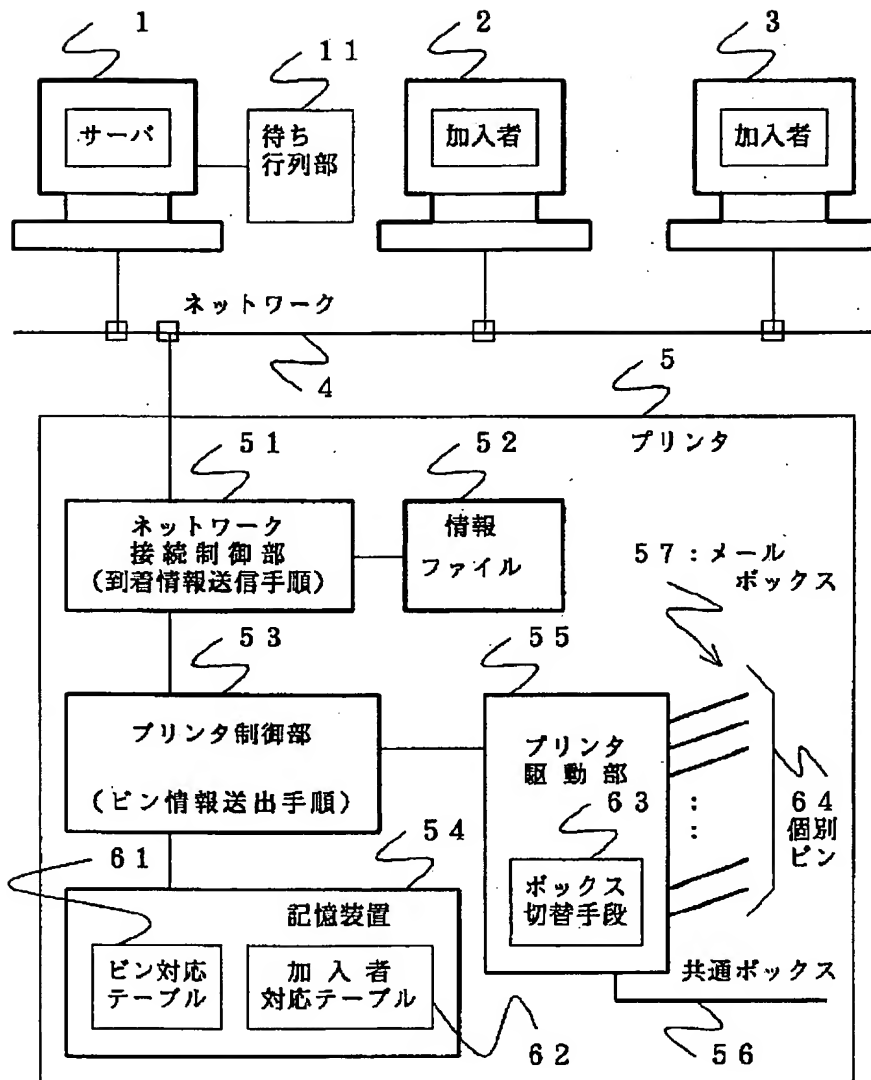 1
11
2
3
サーバ
待ち
行列部
加入者
加入者
ネットワーク
4
5
プリンタ
51
52
ネットワーク
接続制御部
(到着情報送信手順)
情報
ファイル
57:メール
ボックス
53
55
プリンタ制御部
(ビン情報送出手順)
プリンタ
駆動部
63
ボックス
切替手段
:
:
64
個別
ビン
61
54
記憶装置
ビン対応
テーブル
加入者
対応テーブル
62
共通ボックス
56